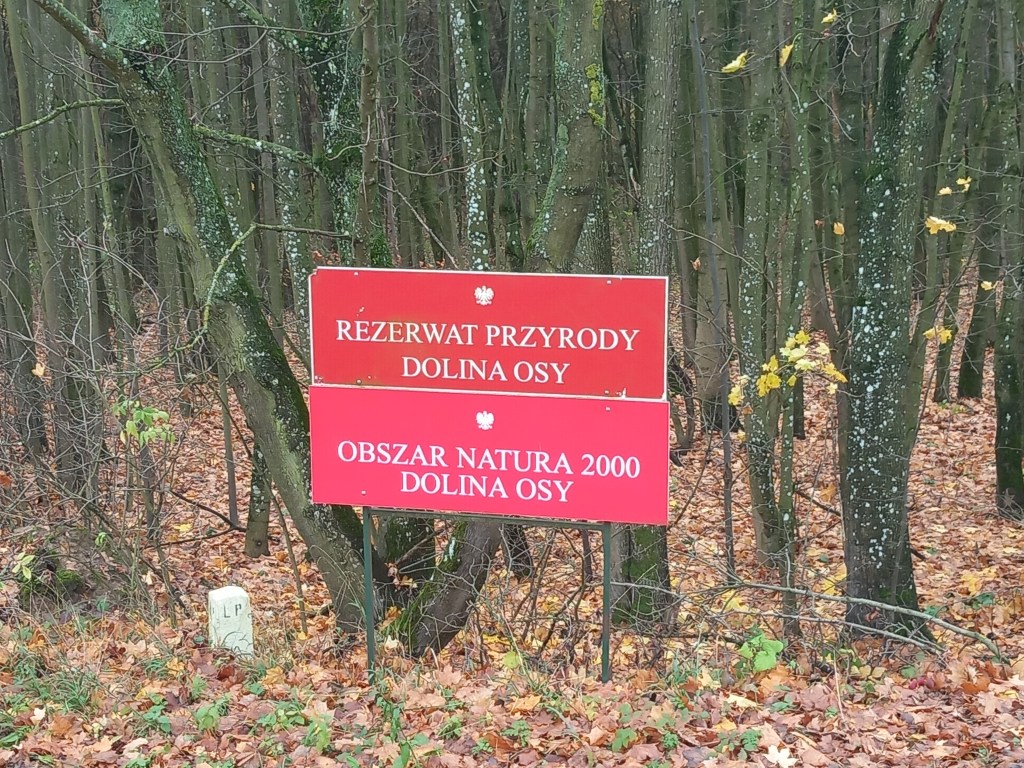 REZERWAT PRZYRODY
DOLINA OSY
OBSZAR NATURA 2000
DOLINA OSY
LP